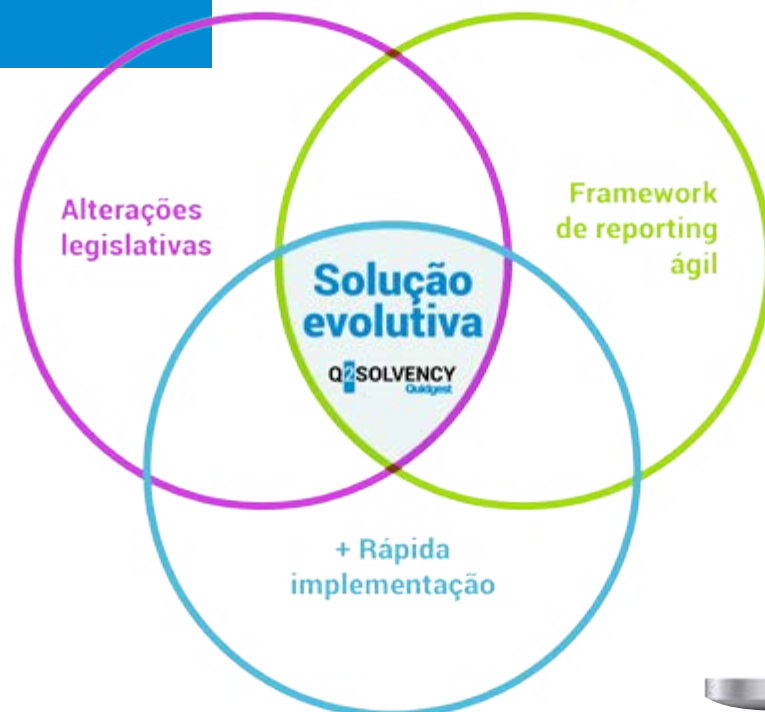 Alterações
legislativas
Framework
de reporting
ágil
Solução
evolutiva
Q2SOLVENCY
Quidgest
+ Rápida
implementação